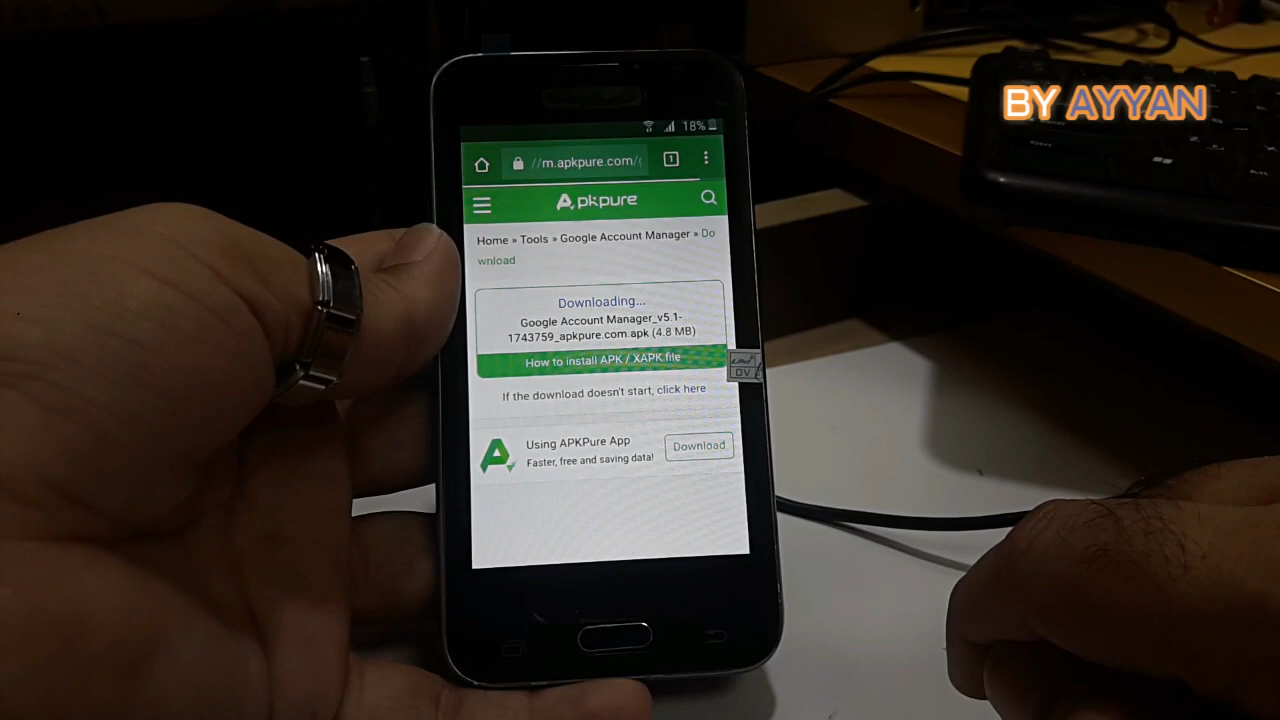 BY AYYAN
18%
//m.apkpure.com/
1
Apkpure
Home » Tools » Google Account Manager » Do
wnload
Downloading...
Google Account Manager_v5.1-
1743759_apkpure.com.apk (4.8 MB)
How to install APK / XAPK file
If the download doesn't start, click here
Using APKPure App
Faster, free and saving data!
Download
DV